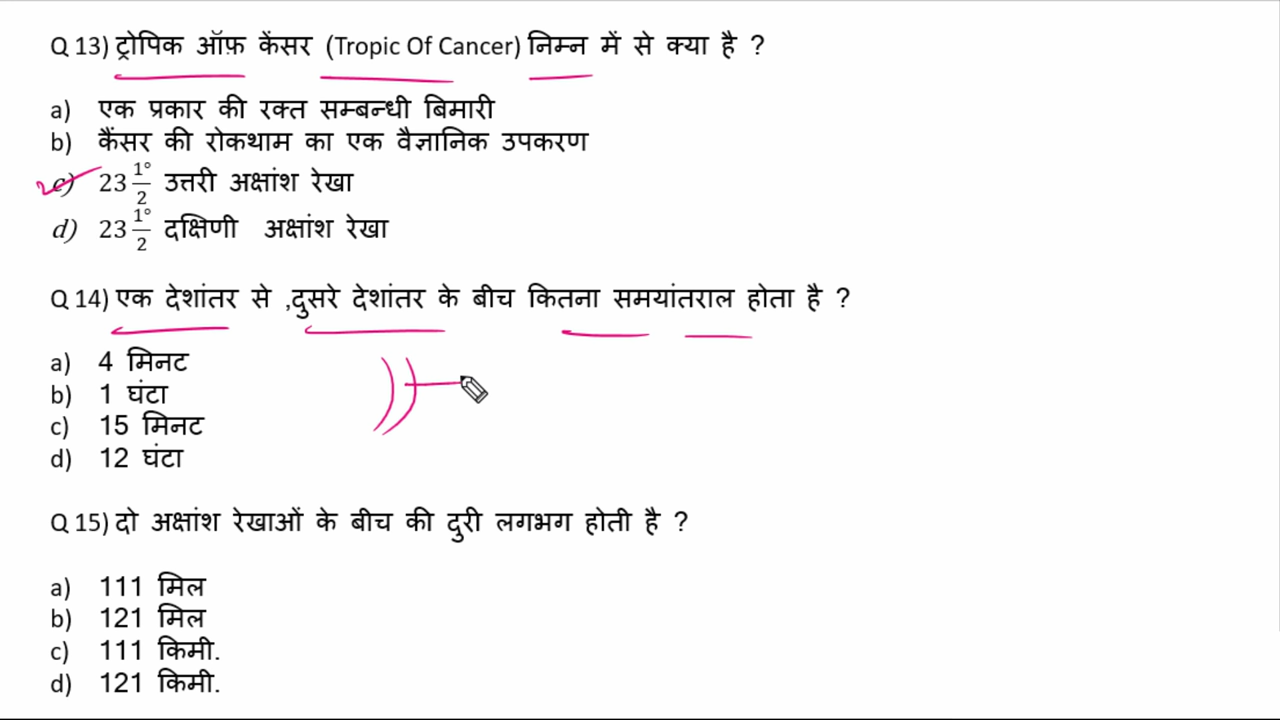 Q 13) ट्रोपिक ऑफ़ केंसर (Tropic Of Cancer) निम्न में से क्या है ?
a) एक प्रकार की रक्त सम्बन्धी बिमारी
b) कैंसर की रोकथाम का एक वैज्ञानिक उपकरण
c) 23 1°/2 उत्तरी अक्षांश रेखा
d) 23 1°/2 दक्षिणी अक्षांश रेखा
Q 14) एक देशांतर से ,दुसरे देशांतर के बीच कितना समयांतराल होता है ?
a) 4 मिनट
b) 1 घंटा
c) 15 मिनट
d) 12 घंटा
Q 15) दो अक्षांश रेखाओं के बीच की दुरी लगभग होती है ?
a) 111 मिल
b) 121 मिल
c) 111 किमी.
d) 121 किमी.